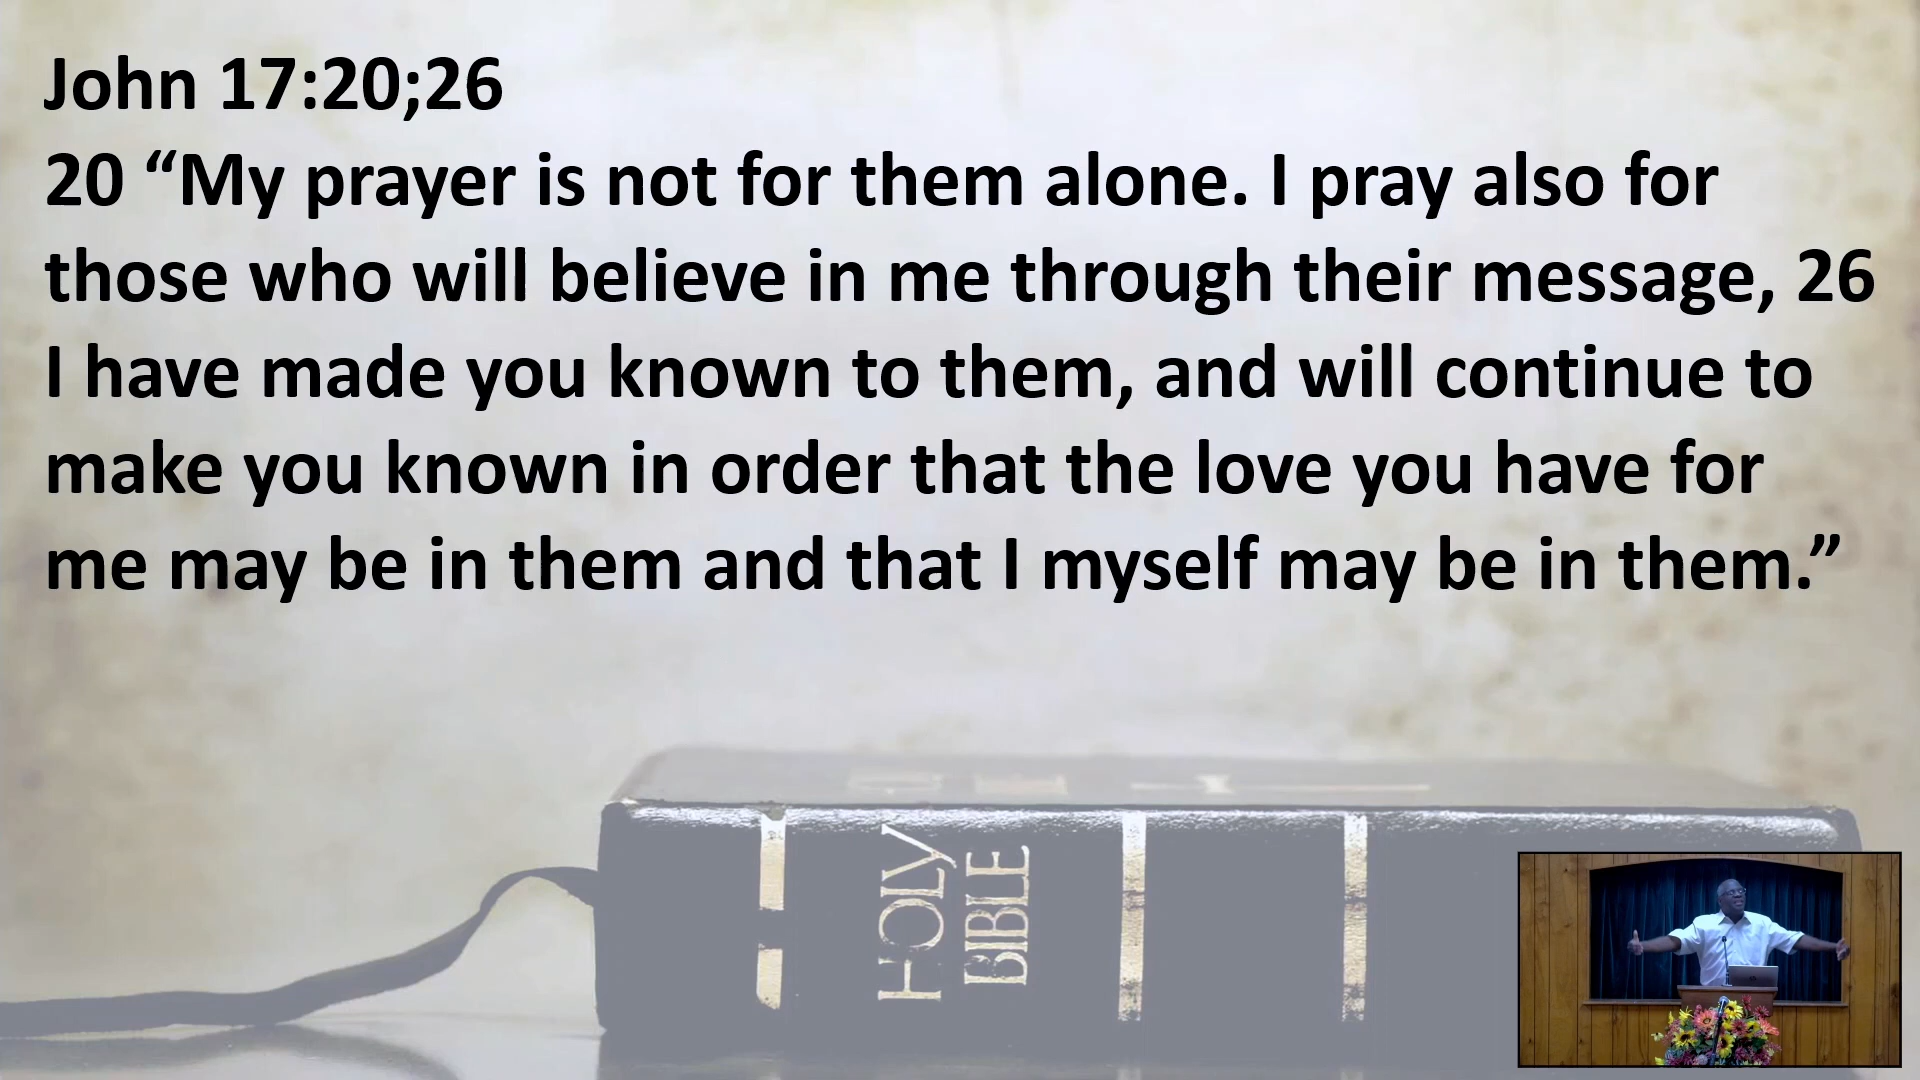 John 17:20;26
20 “My prayer is not for them alone. I pray also for
those who will believe in me through their message, 26
I have made you known to them, and will continue to
make you known in order that the love you have for
me may be in them and that I myself may be in them.”
HOLY
BIBLE